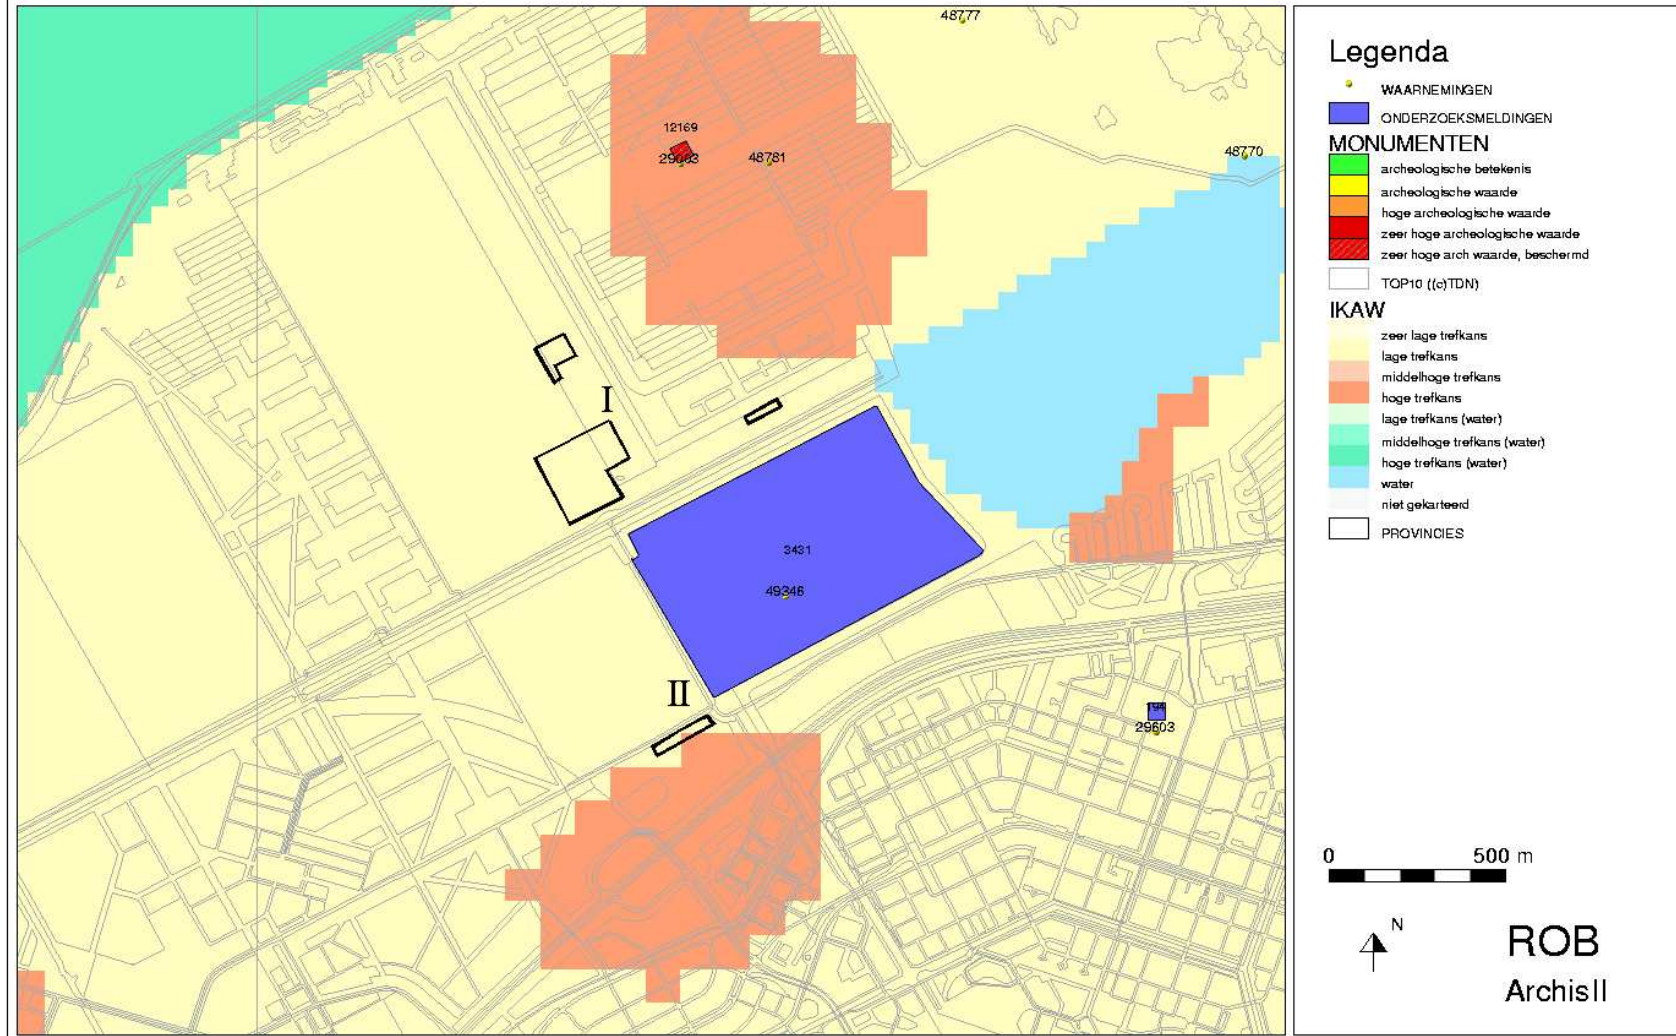 48777
12169
29003
48781
48770
I
3431
49346
II
194
29603
Legenda
WAARNEMINGEN
ONDERZOEKSMELDINGEN
MONUMENTEN
archeologische betekenis
archeologische waarde
hoge archeologische waarde
zeer hoge archeologische waarde
zeer hoge arch waarde, beschermd
TOP10 ((c)TDN)
IKAW
zeer lage trefkans
lage trefkans
middelhoge trefkans
hoge trefkans
lage trefkans (water)
middelhoge trefkans (water)
hoge trefkans (water)
water
niet gekarteerd
PROVINCIES
0 500 m
N
ROB
ArchisII